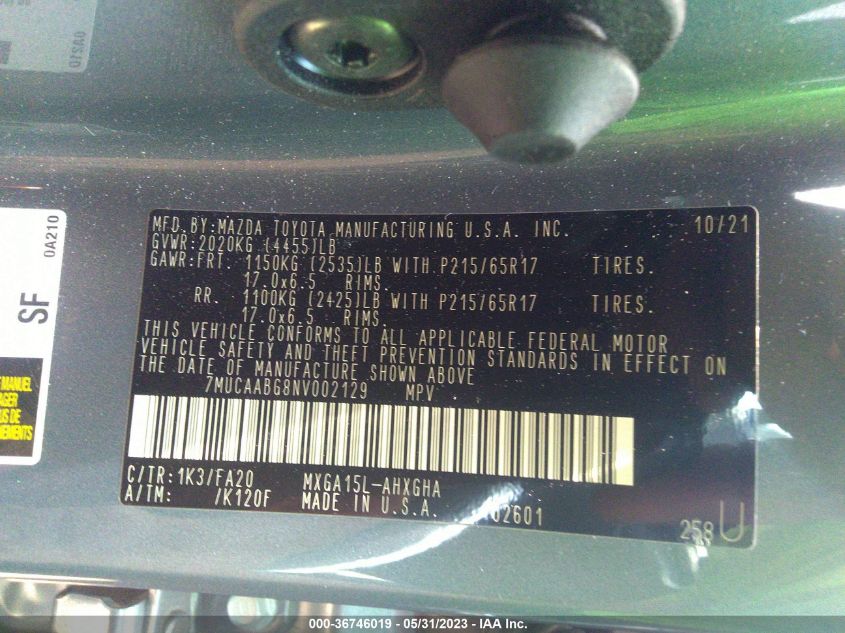 0A210
SF
MFD.BY:MAZDA TOYOTA MANUFACTURING U.S.A. INC. 10/21
GVWR:2020KG (4455)LB
GAWR:FRT. 1150KG (2535)LB WITH P215/65R17 TIRES.
17.0x6.5 RIMS.
RR. 1100KG (2425)LB WITH P215/65R17 TIRES.
17.0x6.5 RIMS.
THIS VEHICLE CONFORMS TO ALL APPLICABLE FEDERAL MOTOR
VEHICLE SAFETY AND THEFT PREVENTION STANDARDS IN EFFECT ON
THE DATE OF MANUFACTURE SHOWN ABOVE
7MUCAABG8NV002129 MPV
C/TR:1K3/FA20 MXGA15L-AHXGHA
A/TM: /K120F MADE IN U.S.A. 02601
258 U
000-36746019 — 05/31/2023 — IAA Inc.